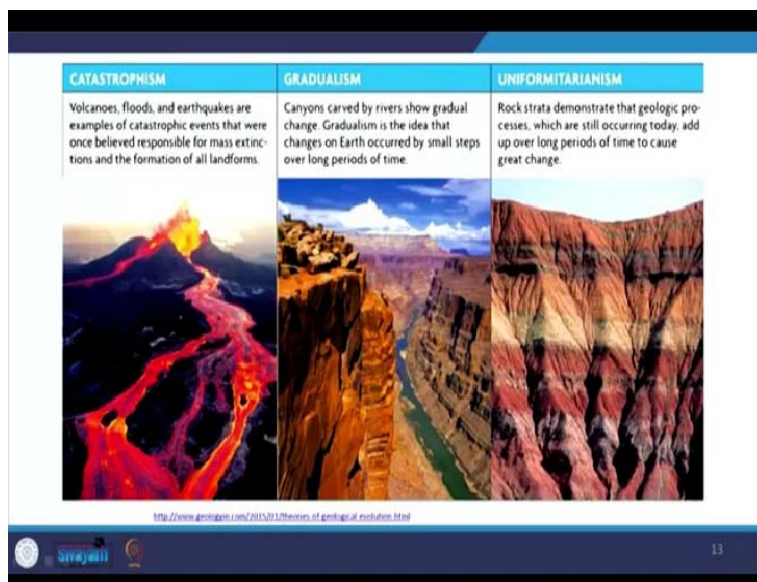 CATASTROPHISM
Volcanoes, floods, and earthquakes are
examples of catastrophic events that were
once believed responsible for mass extinc-
tions and the formation of all landforms.
GRADUALISM
Canyons carved by rivers show gradual
change. Gradualism is the idea that
changes on Earth occurred by small steps
over long periods of time.
UNIFORMITARIANISM
Rock strata demonstrate that geologic pro-
cesses, which are still occurring today, add
up over long periods of time to cause
great change.
http://www.geologyin.com/2015/01/theories-of-geological-evolution.html
swayam
13